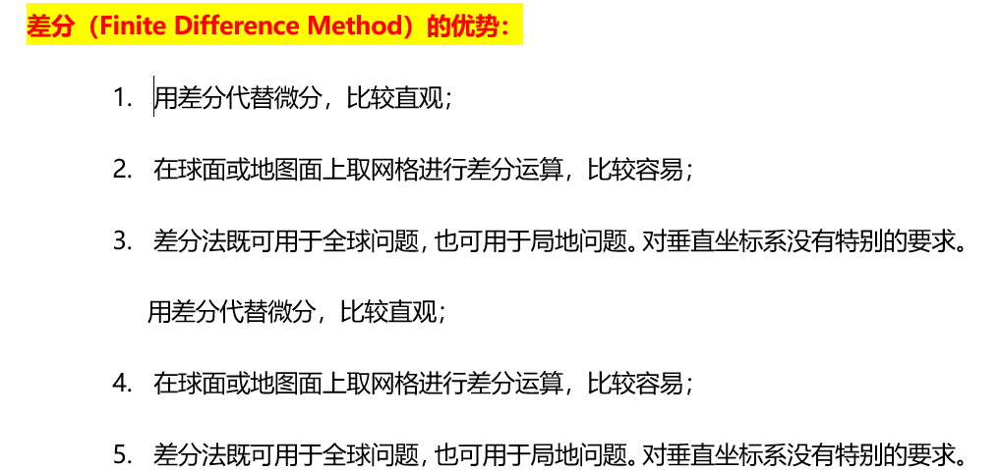 差分（Finite Difference Method）的优势：
1. 用差分代替微分，比较直观；
2. 在球面或地图面上取网格进行差分运算，比较容易；
3. 差分法既可用于全球问题，也可用于局地问题。对垂直坐标系没有特别的要求。
用差分代替微分，比较直观；
4. 在球面或地图面上取网格进行差分运算，比较容易；
5. 差分法既可用于全球问题，也可用于局地问题。对垂直坐标系没有特别的要求。